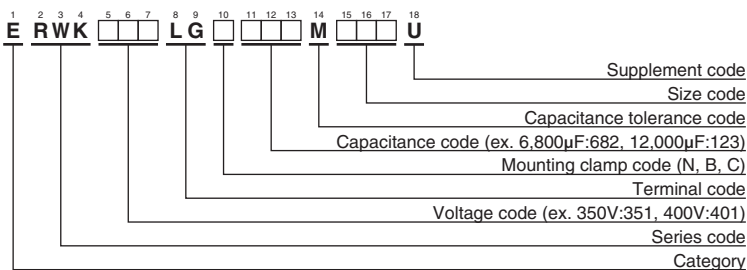 1 2 3 4 5 6 7 8 9 10 11 12 13 14 15 16 17 18
E RWK □□□ LG □ □□□ M □□□ U
Supplement code
Size code
Capacitance tolerance code
Capacitance code (ex. 6,800μF:682, 12,000μF:123)
Mounting clamp code (N, B, C)
Terminal code
Voltage code (ex. 350V:351, 400V:401)
Series code
Category